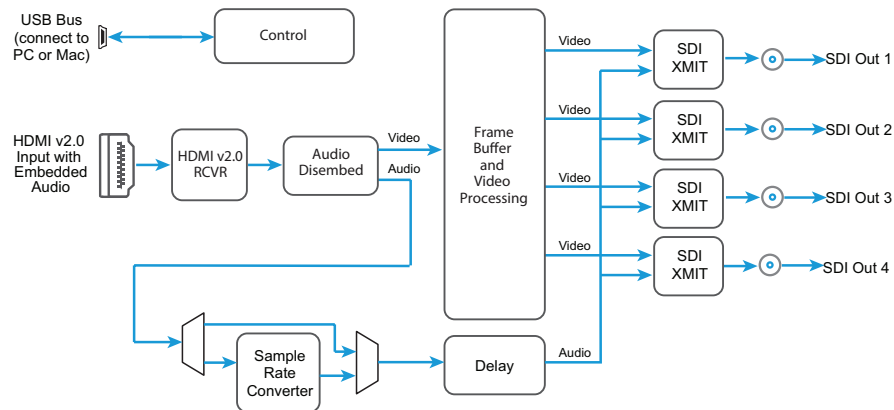 USB Bus
(connect to
PC or Mac)
Control
HDMI v2.0
Input with
Embedded
Audio
HDMI v2.0
RCVR
Audio
Disembed
Video
Audio
Frame
Buffer
and
Video
Processing
Video
SDI
XMIT
SDI Out 1
Video
SDI
XMIT
SDI Out 2
Video
SDI
XMIT
SDI Out 3
Video
SDI
XMIT
SDI Out 4
Sample
Rate
Converter
Delay
Audio